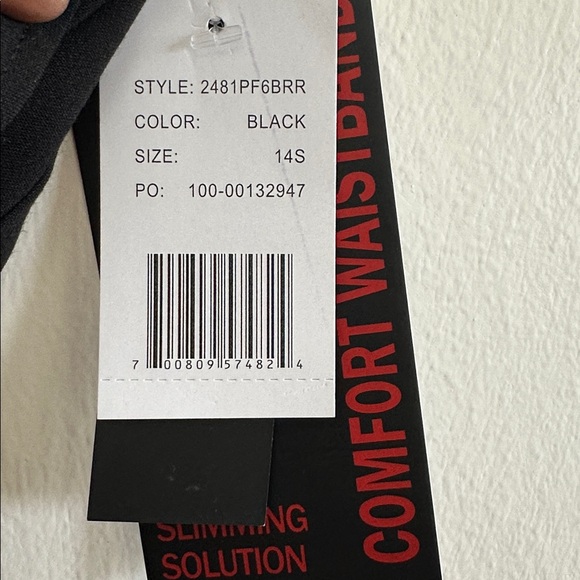 STYLE: 2481PF6BRR
COLOR: BLACK
SIZE: 14S
PO: 100-00132947
7 00809 57482 4
COMFORT WAISTBAND
SLIMMING
SOLUTION